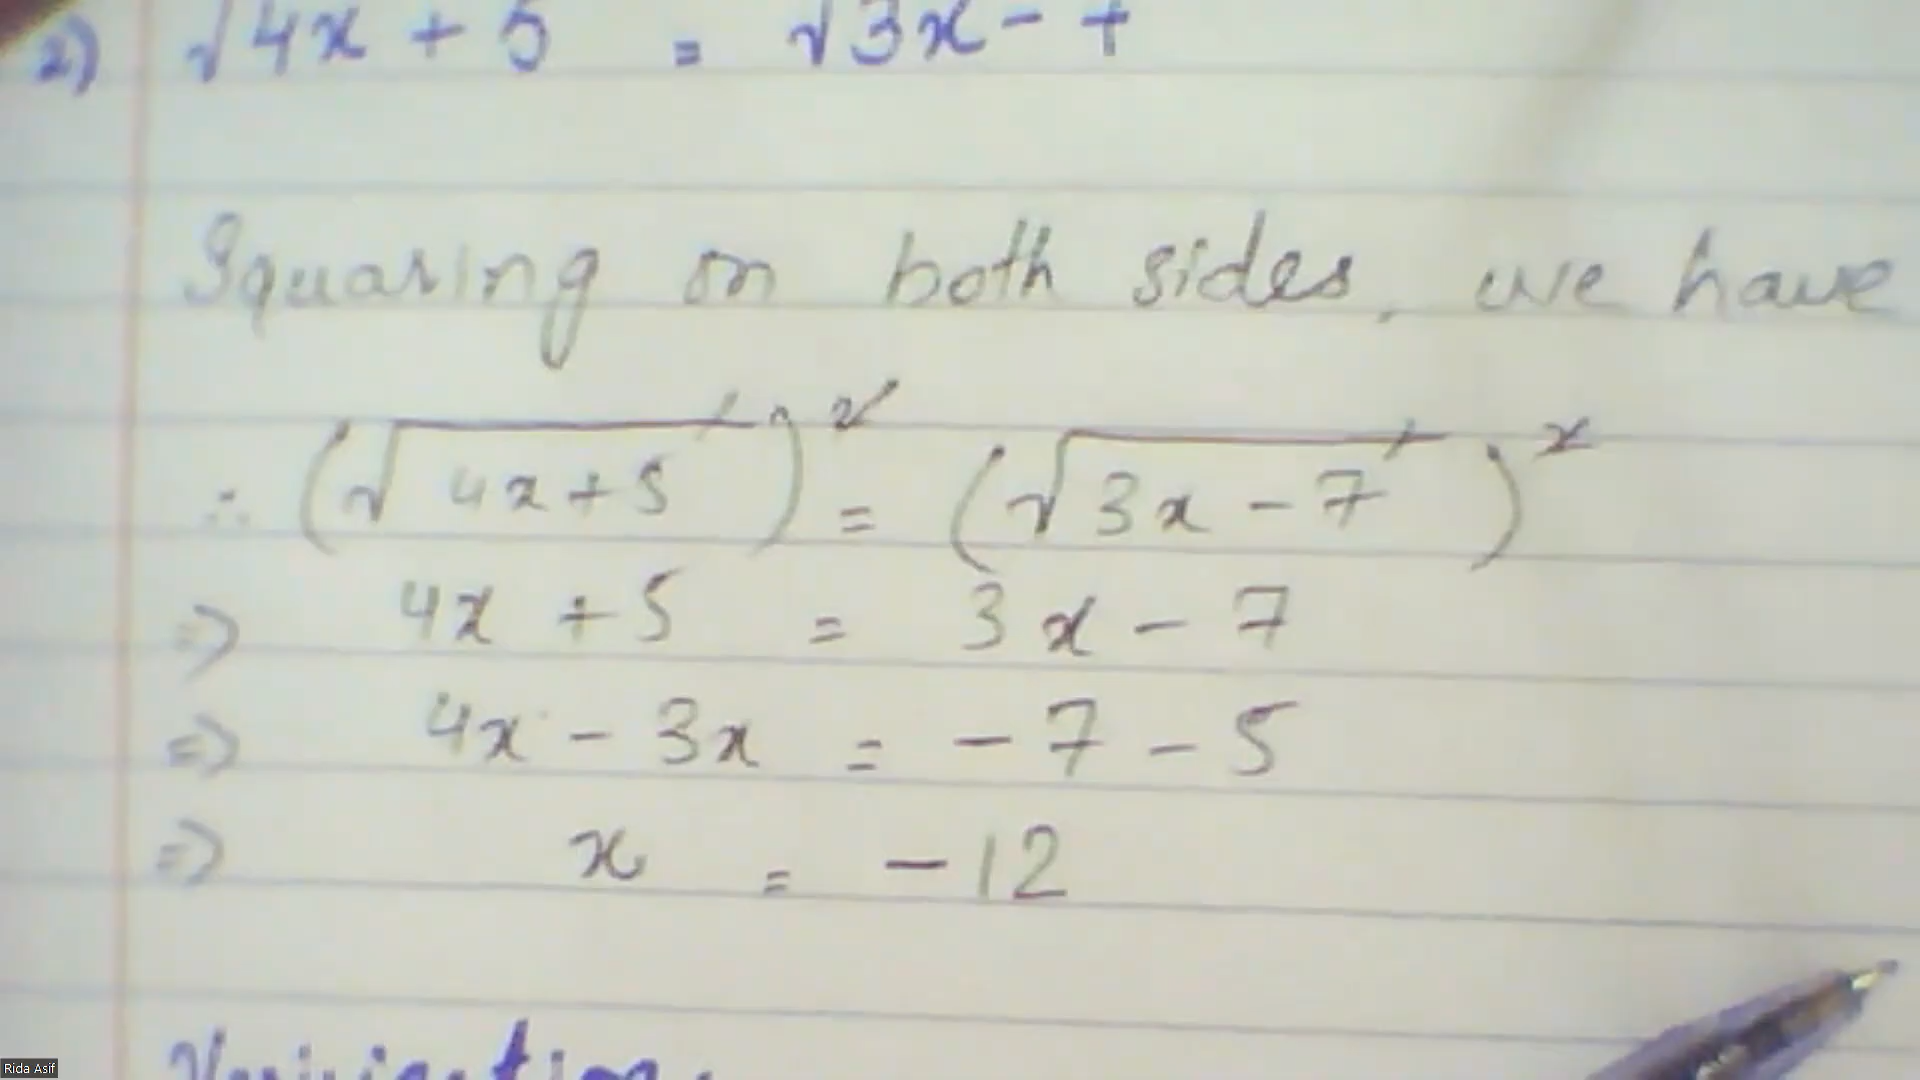 2) √4x + 5 = √3x - 7
Squaring on both sides, we have
∴ (√4x+5)² = (√3x-7)²
⇒ 4x + 5 = 3x - 7
⇒ 4x - 3x = - 7 - 5
⇒ x = - 12
Verification:
Rida Asif